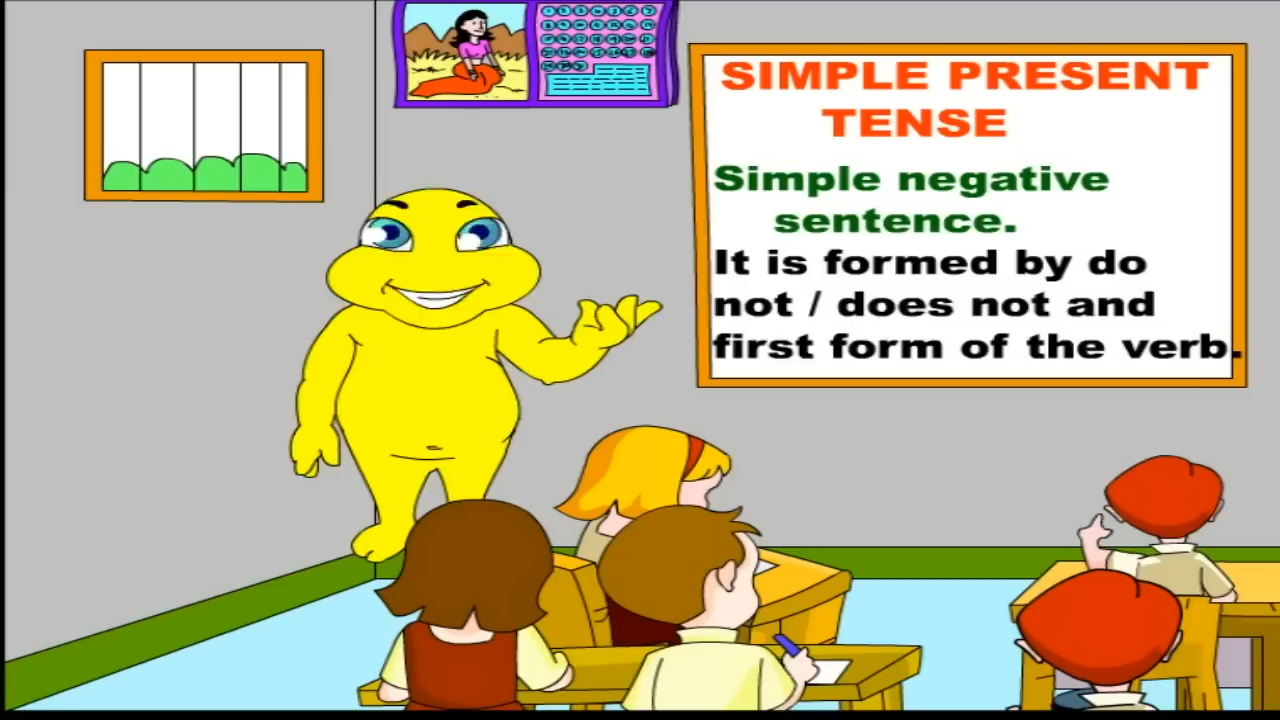 SIMPLE PRESENT
TENSE
Simple negative
sentence.
It is formed by do
not / does not and
first form of the verb.